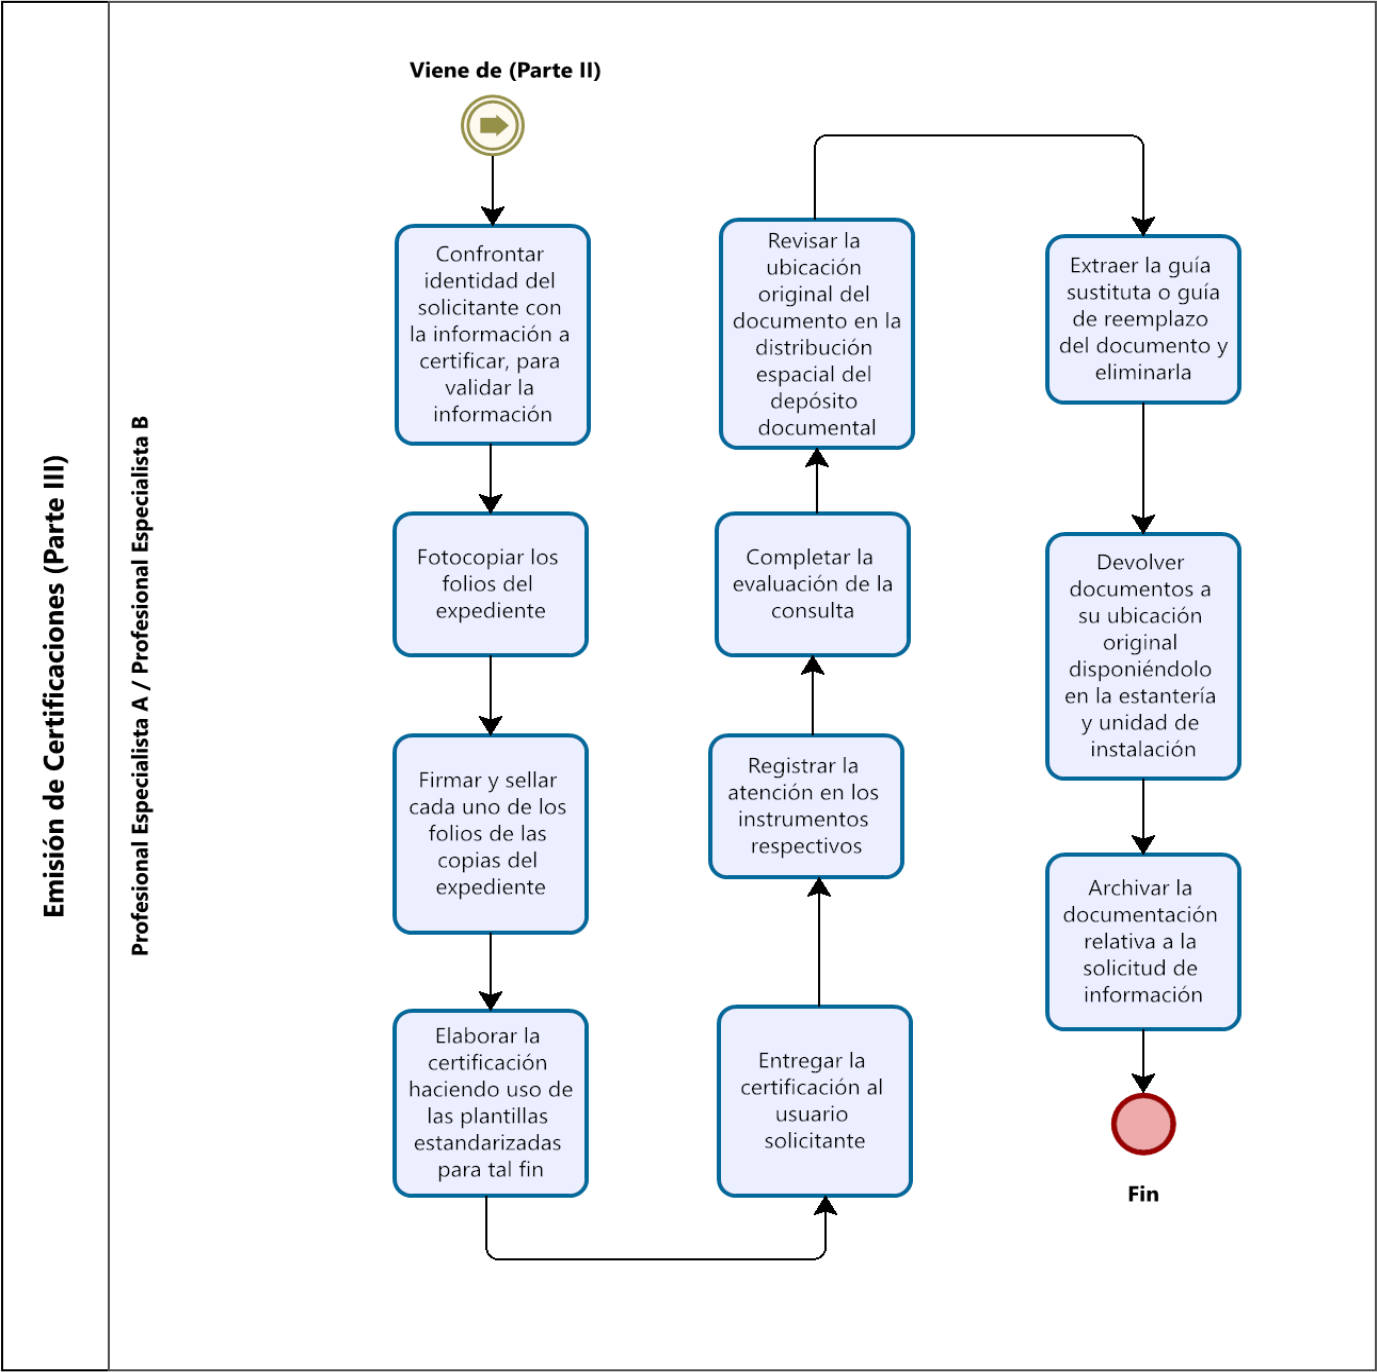 Emisión de Certificaciones (Parte III)
Profesional Especialista A / Profesional Especialista B
Viene de (Parte II)
Confrontar
identidad del
solicitante con
la información a
certificar, para
validar la
información
Fotocopiar los
folios del
expediente
Firmar y sellar
cada uno de los
folios de las
copias del
expediente
Elaborar la
certificación
haciendo uso de
las plantillas
estandarizadas
para tal fin
Entregar la
certificación al
usuario
solicitante
Registrar la
atención en los
instrumentos
respectivos
Completar la
evaluación de la
consulta
Revisar la
ubicación
original del
documento en la
distribución
espacial del
depósito
documental
Extraer la guía
sustituta o guía
de reemplazo
del documento y
eliminarla
Devolver
documentos a
su ubicación
original
disponiéndolo
en la estantería
y unidad de
instalación
Archivar la
documentación
relativa a la
solicitud de
información
Fin